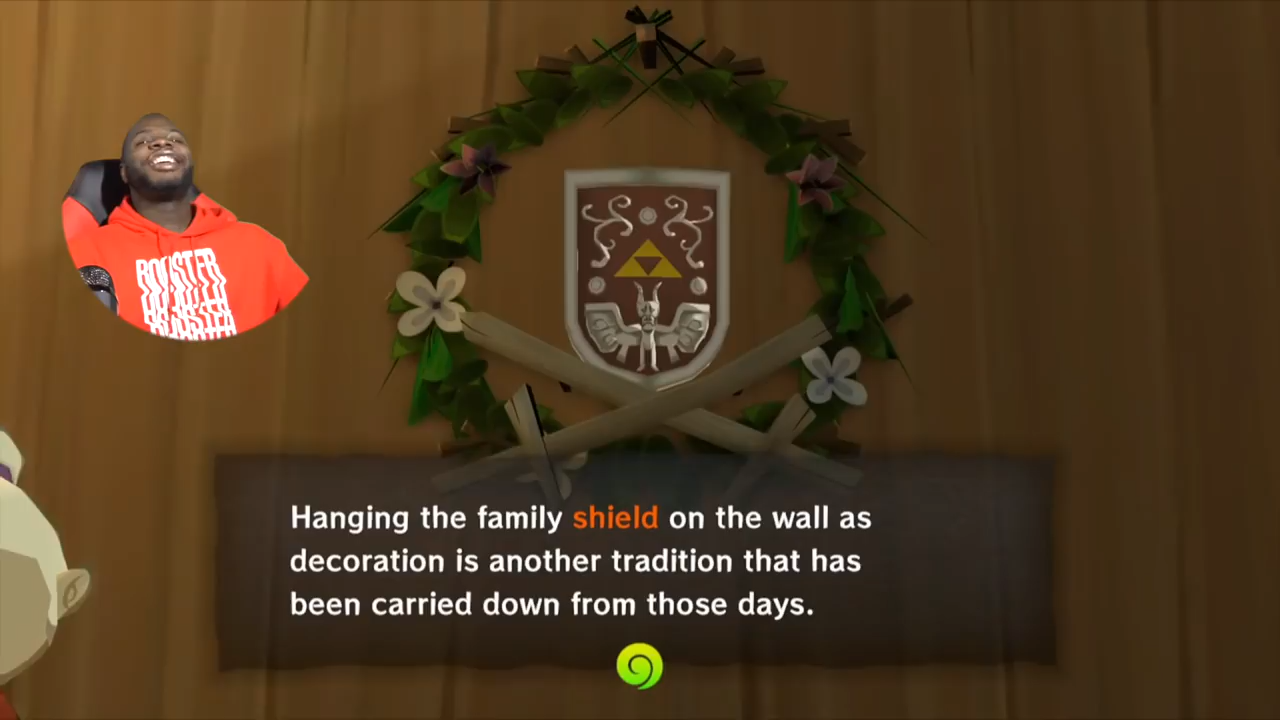 ROOSTER
Hanging the family shield on the wall as
decoration is another tradition that has
been carried down from those days.